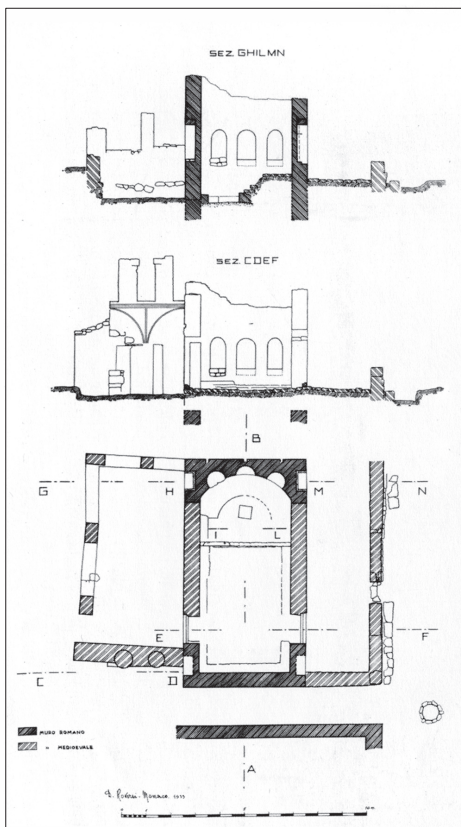 SEZ. GHILMN
SEZ. CDEF
B
G H M N
I L
E F
C D
MURO ROMANO
" MEDIOEVALE
A